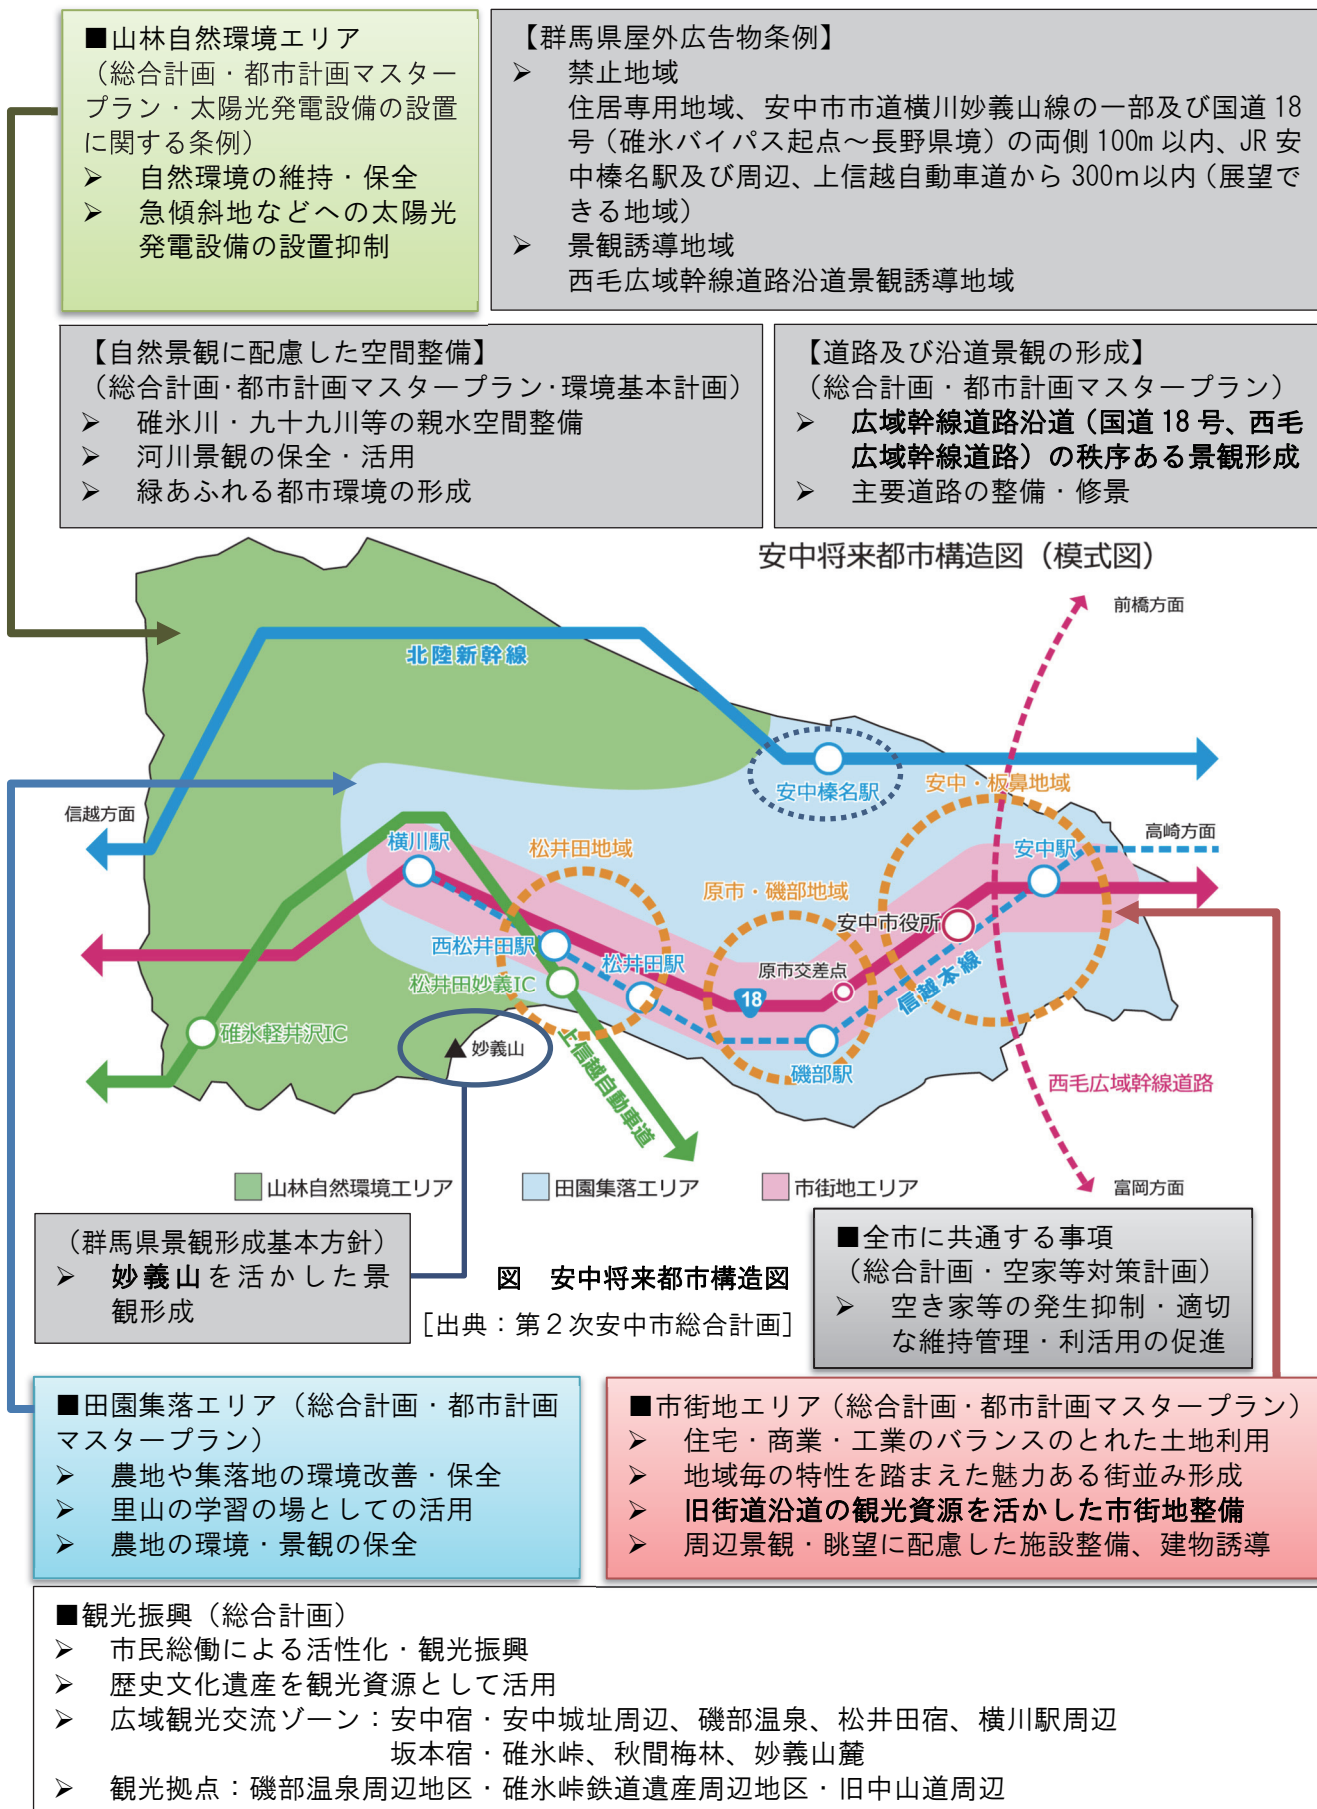 ■山林自然環境エリア
（総合計画・都市計画マスター
プラン・太陽光発電設備の設置
に関する条例）
➢ 自然環境の維持・保全
➢ 急傾斜地などへの太陽光
発電設備の設置抑制
【群馬県屋外広告物条例】
➢ 禁止地域
住居専用地域、安中市市道横川妙義山線の一部及び国道 18
号（碓氷バイパス起点～長野県境）の両側 100m 以内、JR 安
中榛名駅及び周辺、上信越自動車道から 300ｍ以内（展望で
きる地域）
➢ 景観誘導地域
西毛広域幹線道路沿道景観誘導地域
【自然景観に配慮した空間整備】
（総合計画・都市計画マスタープラン・環境基本計画）
➢ 碓氷川・九十九川等の親水空間整備
➢ 河川景観の保全・活用
➢ 緑あふれる都市環境の形成
【道路及び沿道景観の形成】
（総合計画・都市計画マスタープラン）
➢ 広域幹線道路沿道（国道 18 号、西毛
広域幹線道路）の秩序ある景観形成
➢ 主要道路の整備・修景
安中将来都市構造図（模式図）
前橋方面
北陸新幹線
安中榛名駅
安中・板鼻地域
信越方面
高崎方面
横川駅
松井田地域
安中駅
原市・磯部地域
安中市役所
西松井田駅
松井田駅
原市交差点
松井田妙義IC
18
信越本線
碓氷軽井沢IC
妙義山
上信越自動車道
磯部駅
西毛広域幹線道路
山林自然環境エリア
田園集落エリア
市街地エリア
富岡方面
（群馬県景観形成基本方針）
➢ 妙義山を活かした景
観形成
図　安中将来都市構造図
［出典：第２次安中市総合計画］
■全市に共通する事項
（総合計画・空家等対策計画）
➢ 空き家等の発生抑制・適切
な維持管理・利活用の促進
■田園集落エリア（総合計画・都市計画
マスタープラン）
➢ 農地や集落地の環境改善・保全
➢ 里山の学習の場としての活用
➢ 農地の環境・景観の保全
■市街地エリア（総合計画・都市計画マスタープラン）
➢ 住宅・商業・工業のバランスのとれた土地利用
➢ 地域毎の特性を踏まえた魅力ある街並み形成
➢ 旧街道沿道の観光資源を活かした市街地整備
➢ 周辺景観・眺望に配慮した施設整備、建物誘導
■観光振興（総合計画）
➢ 市民総働による活性化・観光振興
➢ 歴史文化遺産を観光資源として活用
➢ 広域観光交流ゾーン：安中宿・安中城址周辺、磯部温泉、松井田宿、横川駅周辺
坂本宿・碓氷峠、秋間梅林、妙義山麓
➢ 観光拠点：磯部温泉周辺地区・碓氷峠鉄道遺産周辺地区・旧中山道周辺